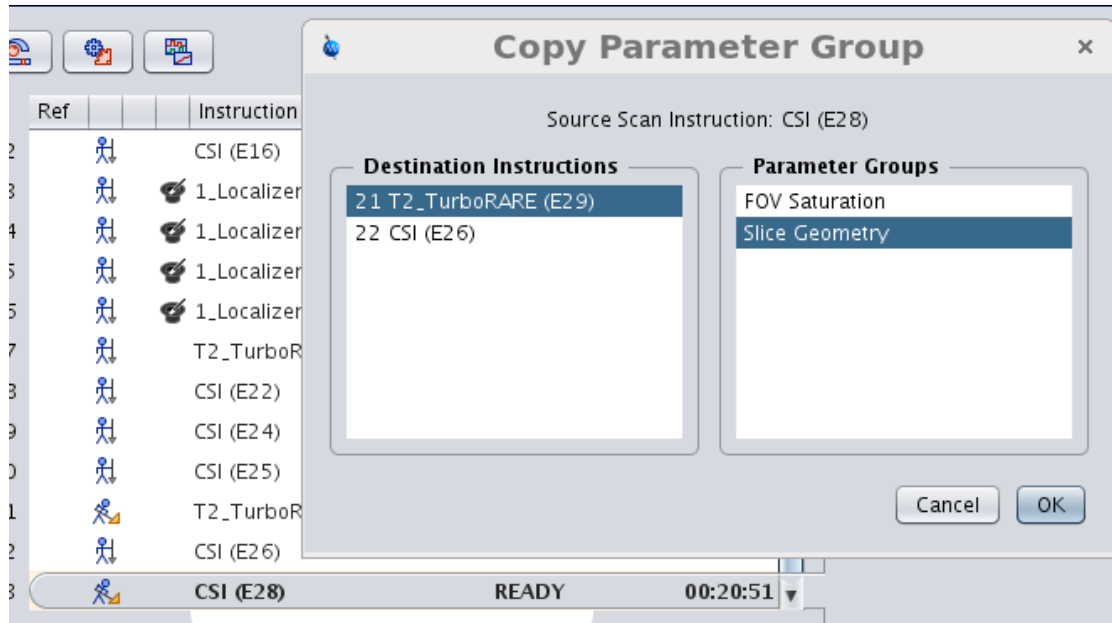 Copy Parameter Group
Ref Instruction
Source Scan Instruction: CSI (E28)
Destination Instructions
21 T2_TurboRARE (E29)
22 CSI (E26)
Parameter Groups
FOV Saturation
Slice Geometry
Cancel OK
CSI (E16)
1_Localizer
1_Localizer
1_Localizer
1_Localizer
T2_TurboR
CSI (E22)
CSI (E24)
CSI (E25)
T2_TurboR
CSI (E26)
CSI (E28) READY 00:20:51